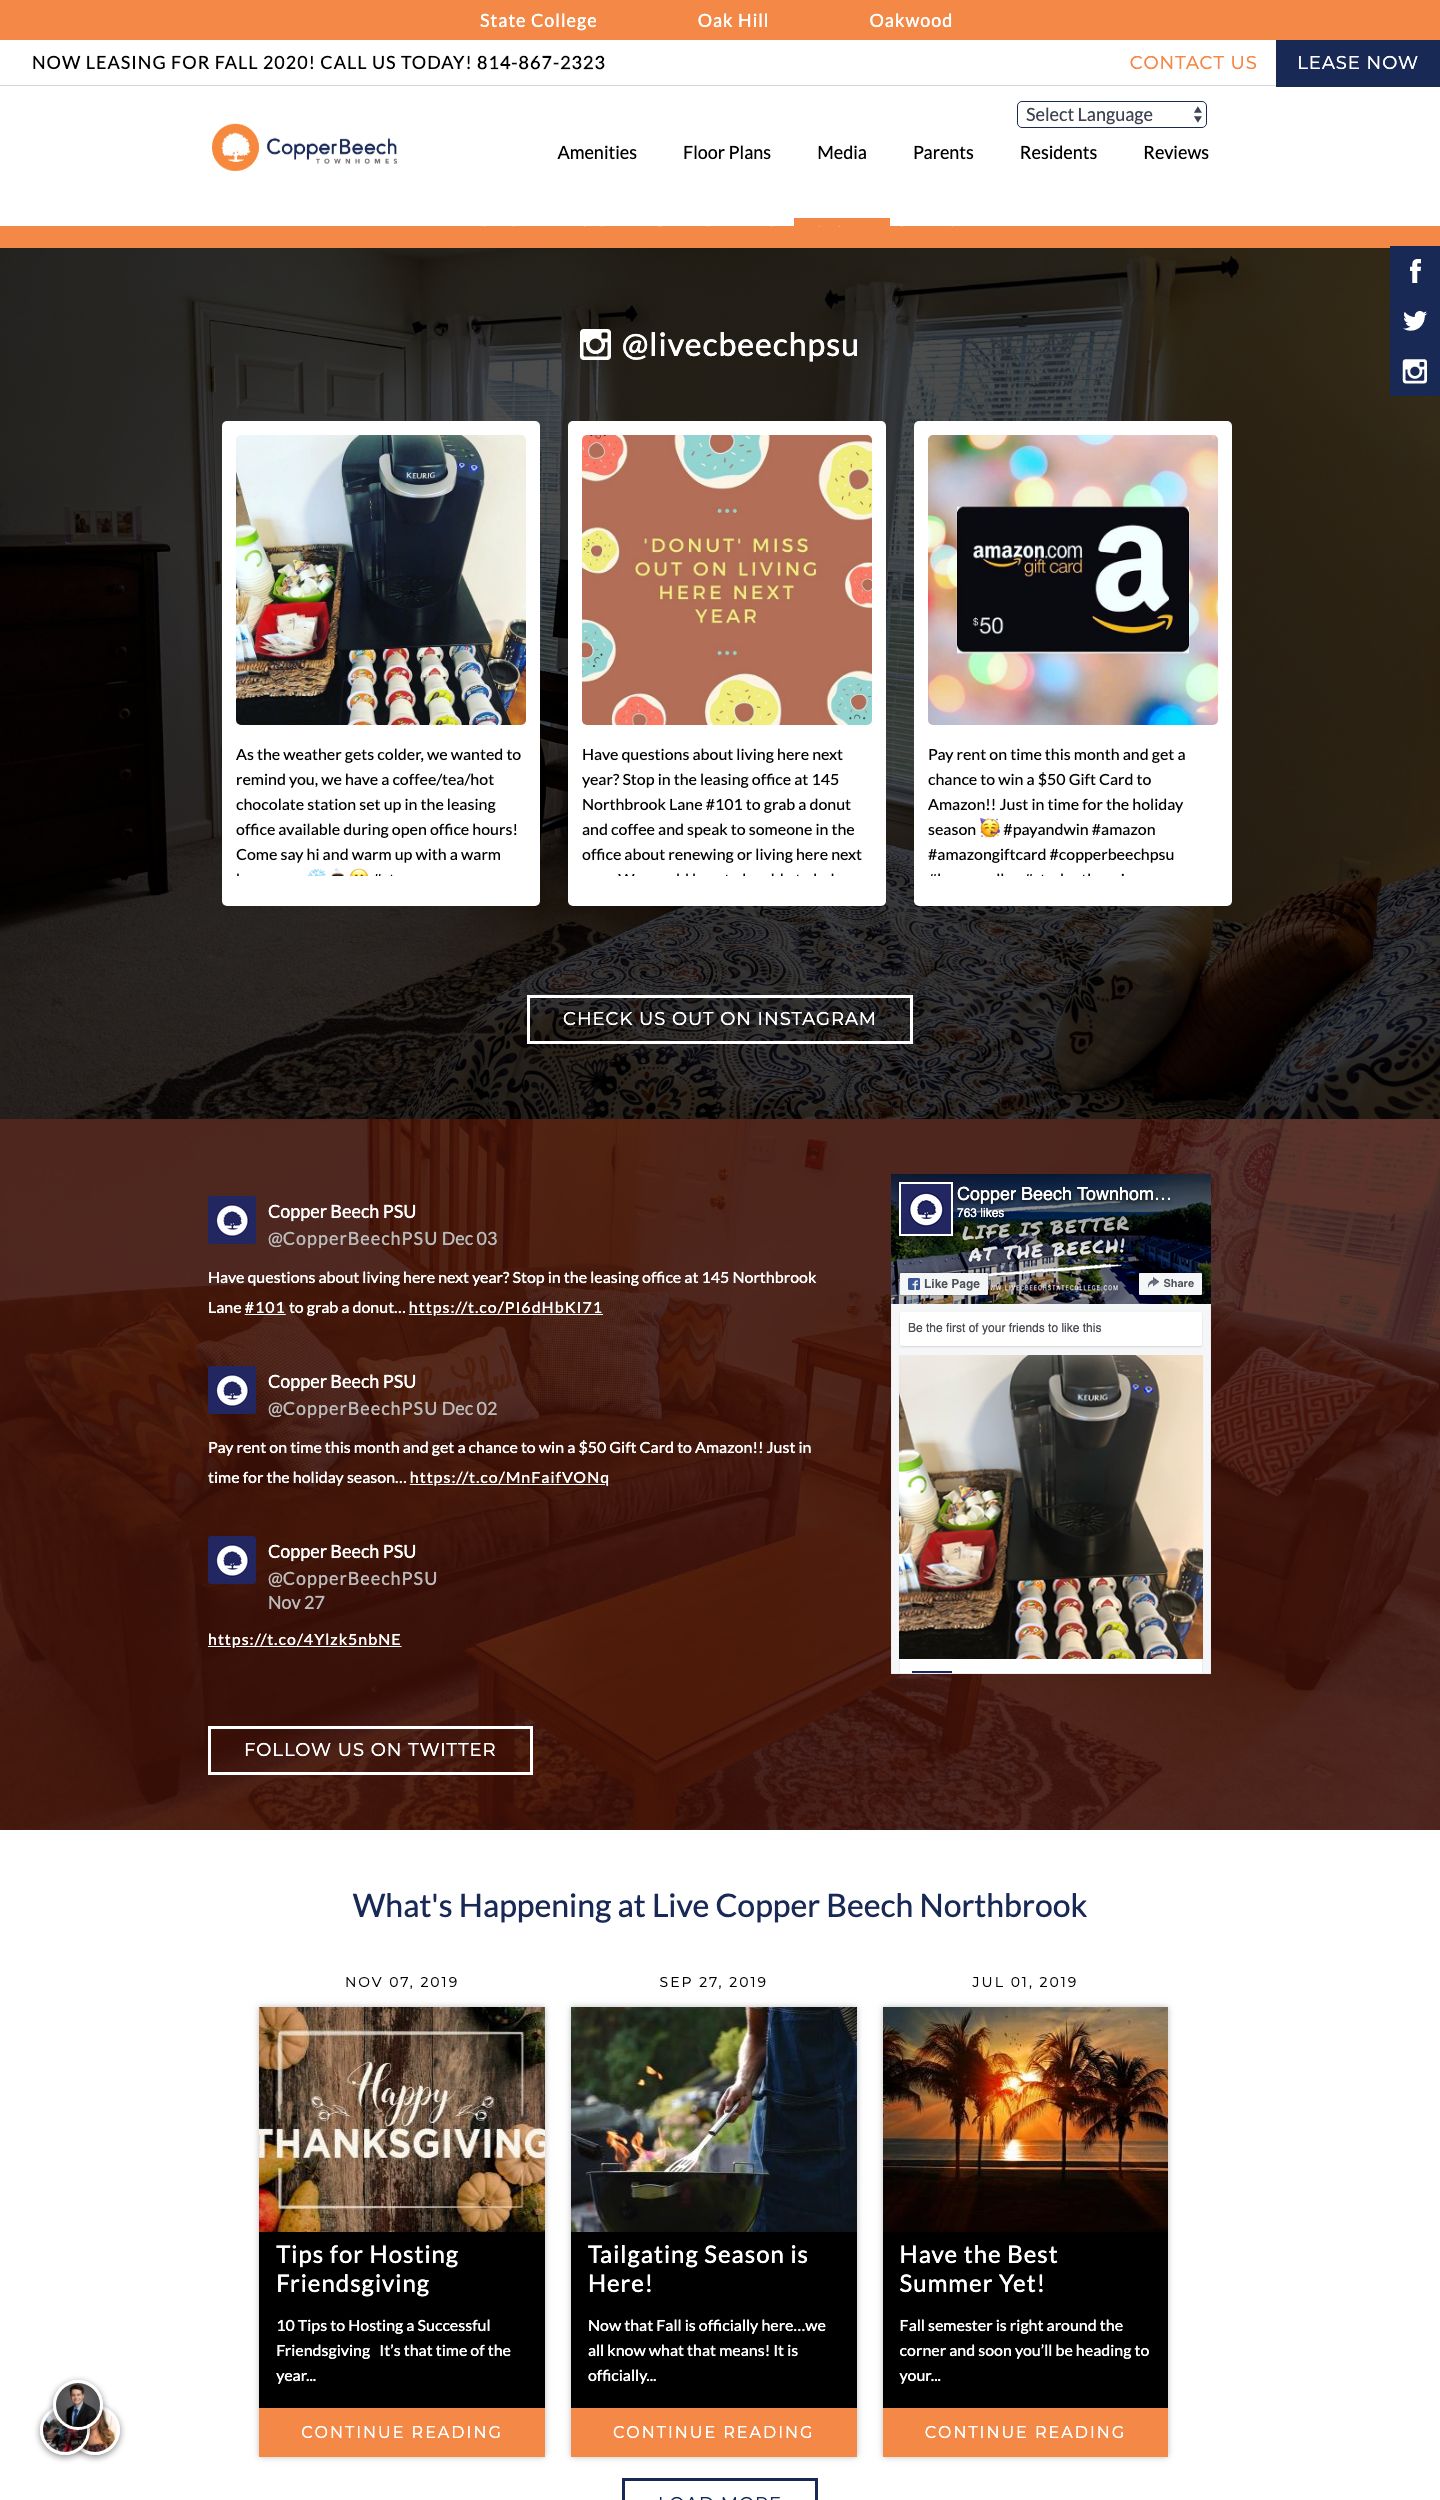 State College
Oak Hill
Oakwood
NOW LEASING FOR FALL 2020! CALL US TODAY! 814-867-2323
CONTACT US
LEASE NOW
Select Language
CopperBeech
TOWNHOMES
Amenities
Floor Plans
Media
Parents
Residents
Reviews
@livecbeechpsu
KEURIG
As the weather gets colder, we wanted to
remind you, we have a coffee/tea/hot
chocolate station set up in the leasing
office available during open office hours!
Come say hi and warm up with a warm
'DONUT' MISS
OUT ON LIVING
HERE NEXT
YEAR
Have questions about living here next
year? Stop in the leasing office at 145
Northbrook Lane #101 to grab a donut
and coffee and speak to someone in the
office about renewing or living here next
amazon.com
gift card
a
$50
Pay rent on time this month and get a
chance to win a $50 Gift Card to
Amazon!! Just in time for the holiday
season 🥳 #payandwin #amazon
#amazongiftcard #copperbeechpsu
CHECK US OUT ON INSTAGRAM
Copper Beech PSU
@CopperBeechPSU Dec 03
Have questions about living here next year? Stop in the leasing office at 145 Northbrook
Lane #101 to grab a donut... https://t.co/PI6dHbKI71
Copper Beech PSU
@CopperBeechPSU Dec 02
Pay rent on time this month and get a chance to win a $50 Gift Card to Amazon!! Just in
time for the holiday season... https://t.co/MnFaifVONq
Copper Beech PSU
@CopperBeechPSU
Nov 27
https://t.co/4Ylzk5nbNE
FOLLOW US ON TWITTER
Copper Beech Townhom…
763 likes
LIFE IS BETTER
AT THE BEECH!
Like Page
WWW.LIVECBEECHSTATECOLLEGE.COM
Share
Be the first of your friends to like this
KEURIG
What's Happening at Live Copper Beech Northbrook
NOV 07, 2019
Happy
THANKSGIVING
Tips for Hosting
Friendsgiving
10 Tips to Hosting a Successful
Friendsgiving   It's that time of the
year...
CONTINUE READING
SEP 27, 2019
Tailgating Season is
Here!
Now that Fall is officially here…we
all know what that means! It is
officially...
CONTINUE READING
JUL 01, 2019
Have the Best
Summer Yet!
Fall semester is right around the
corner and soon you'll be heading to
your...
CONTINUE READING
LOAD MORE